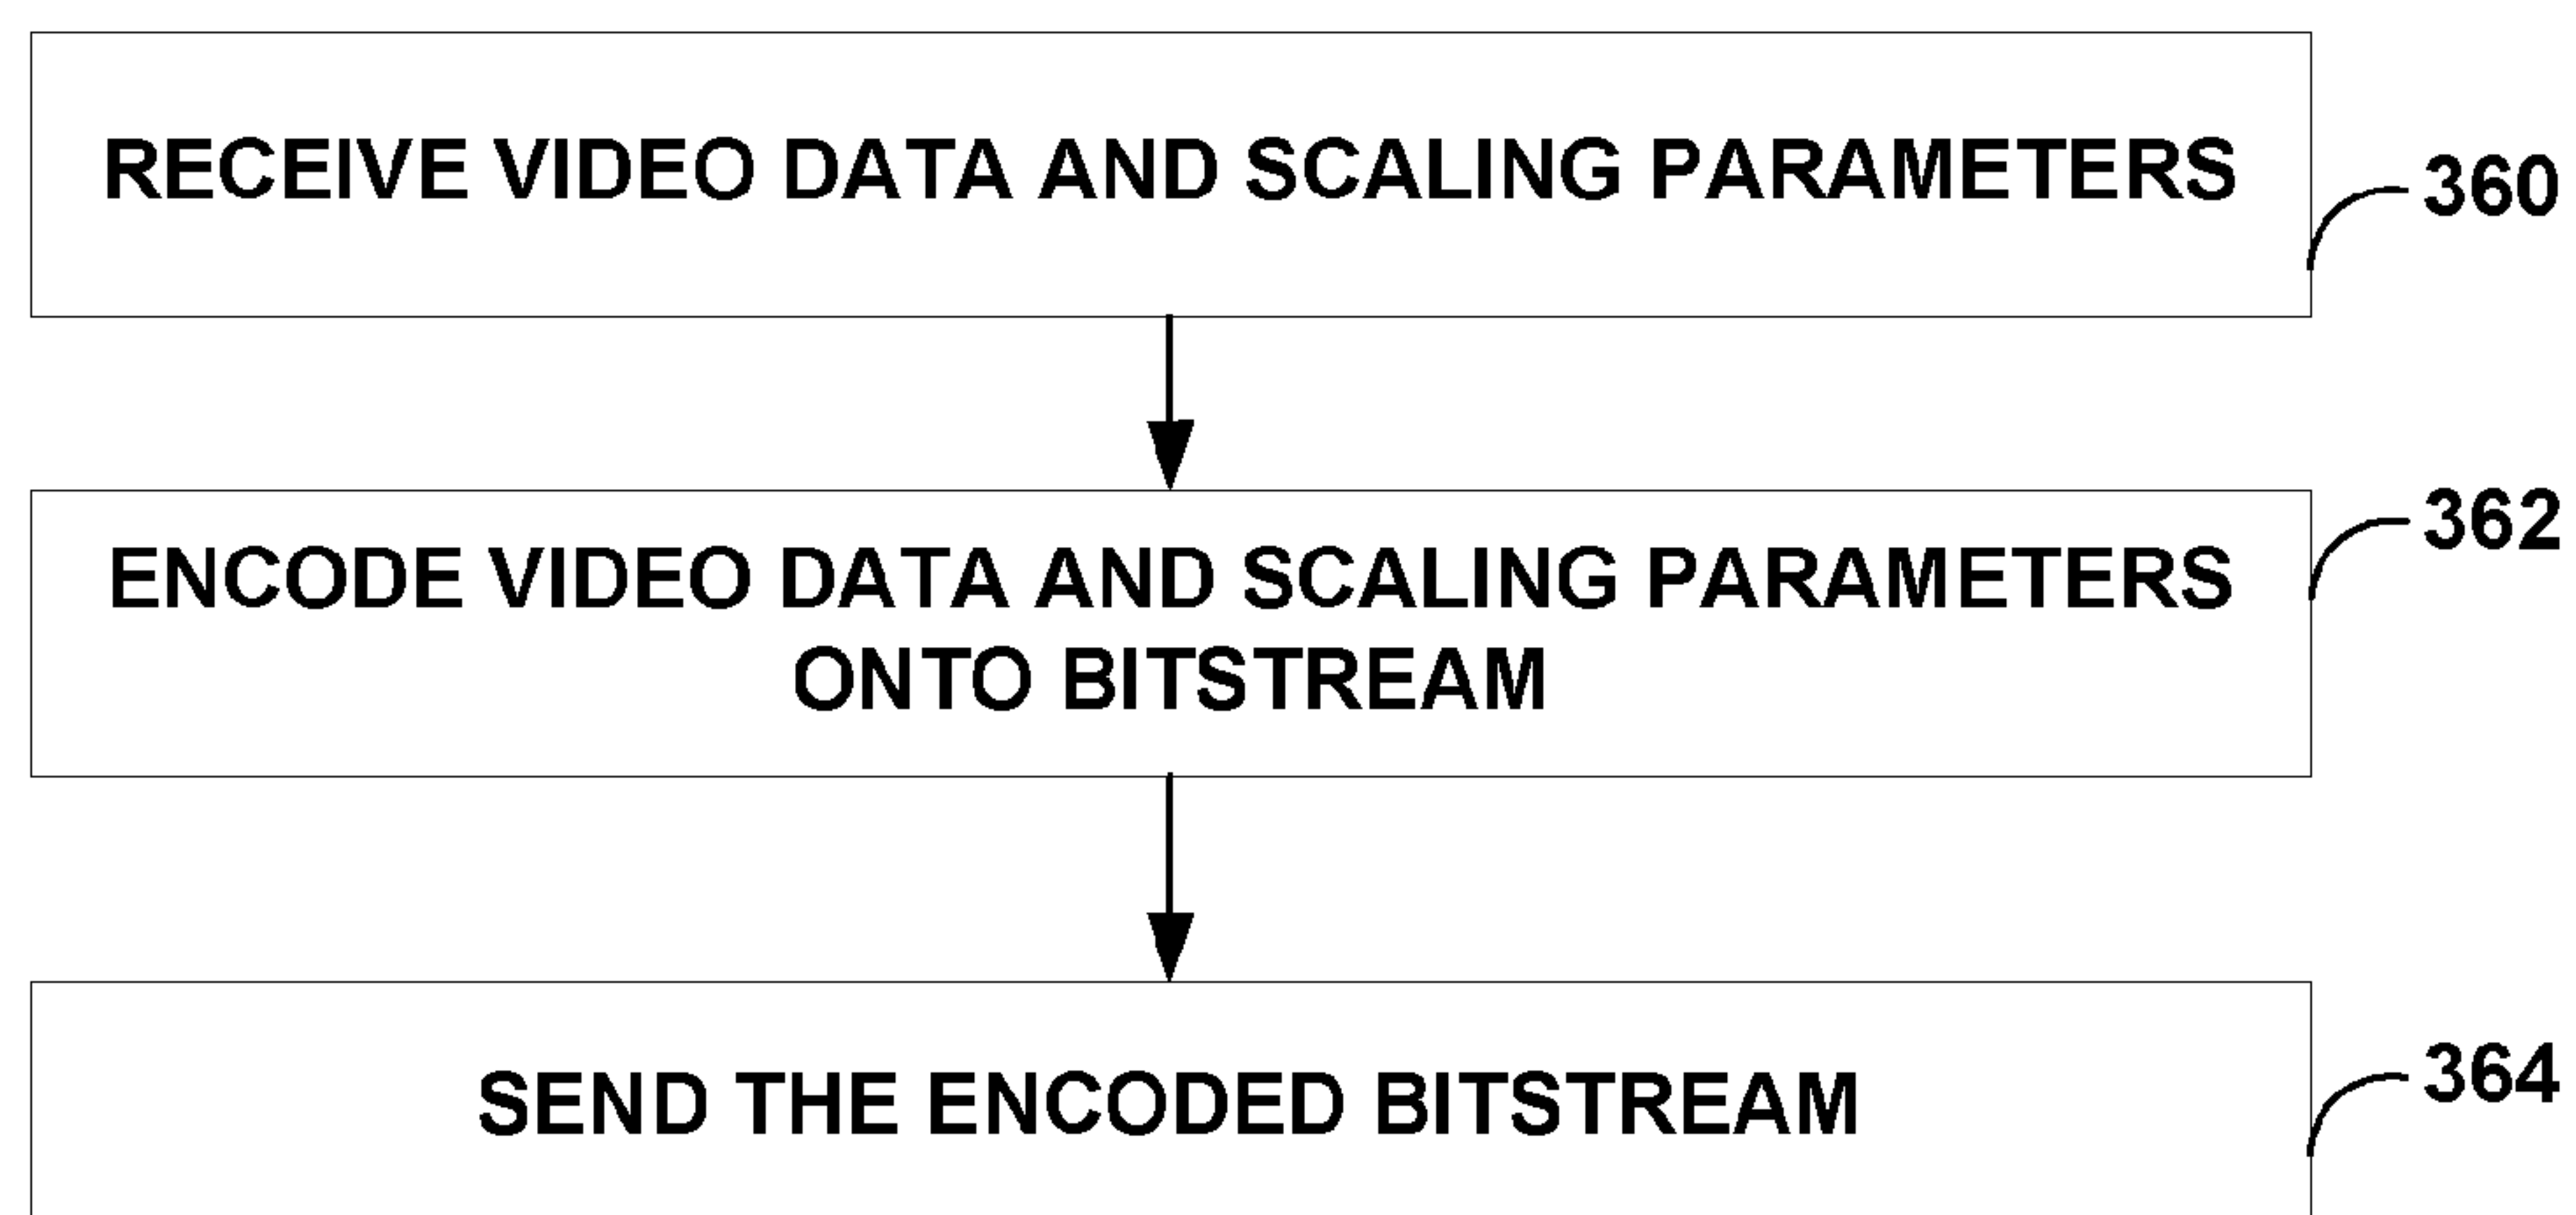 RECEIVE VIDEO DATA AND SCALING PARAMETERS
360
ENCODE VIDEO DATA AND SCALING PARAMETERS
ONTO BITSTREAM
362
SEND THE ENCODED BITSTREAM
364